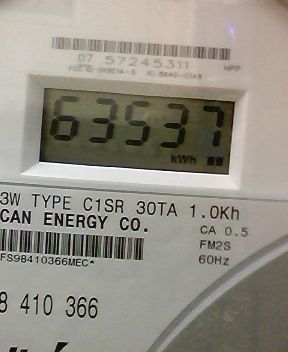 07 57245311
NPP
63537
kWh
3W TYPE C1SR 30TA 1.0Kh
CAN ENERGY CO.
CA 0.5
FM2S
60Hz
FS98410366MEC*
8 410 366